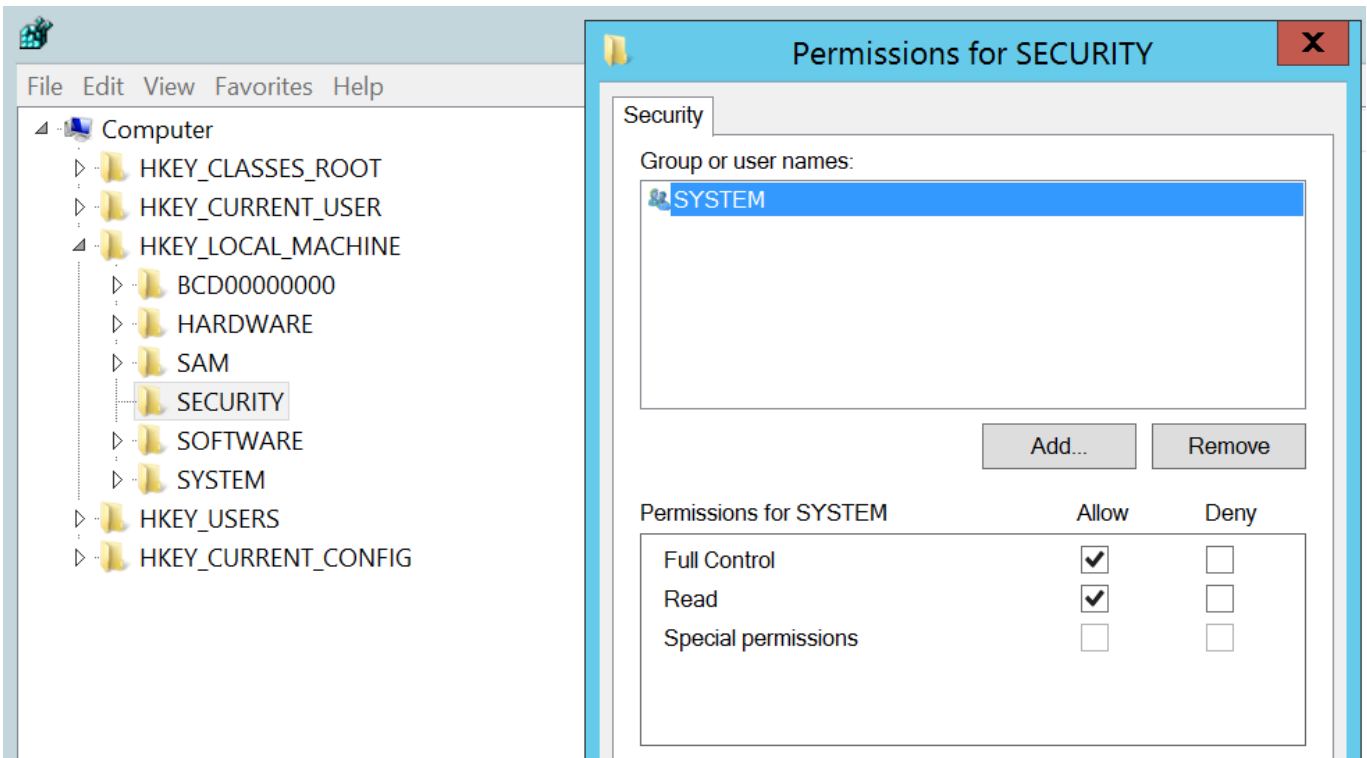 Permissions for SECURITY
X
File Edit View Favorites Help
Computer
HKEY_CLASSES_ROOT
HKEY_CURRENT_USER
HKEY_LOCAL_MACHINE
BCD00000000
HARDWARE
SAM
SECURITY
SOFTWARE
SYSTEM
HKEY_USERS
HKEY_CURRENT_CONFIG
Security
Group or user names:
SYSTEM
Add... Remove
Permissions for SYSTEM Allow Deny
Full Control
Read
Special permissions